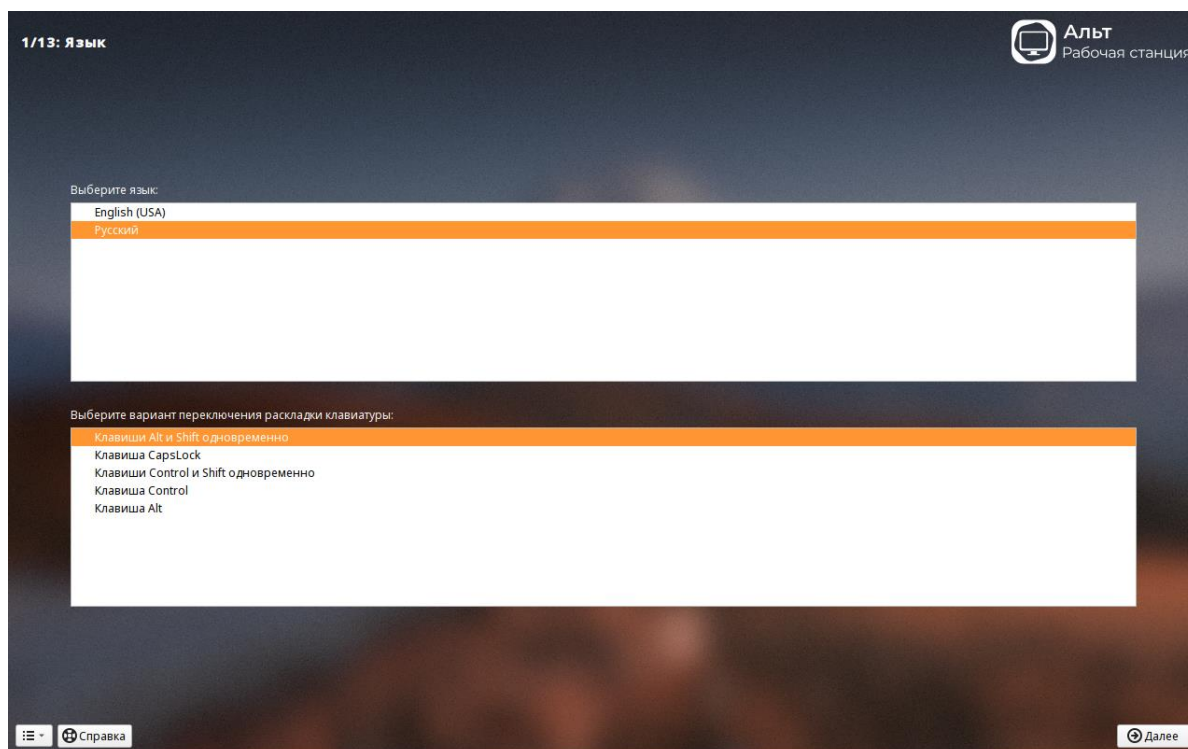 1/13: Язык
Альт
Рабочая станция
Выберите язык:
English (USA)
Русский
Выберите вариант переключения раскладки клавиатуры:
Клавиши Alt и Shift одновременно
Клавиша CapsLock
Клавиши Control и Shift одновременно
Клавиша Control
Клавиша Alt
Справка
Далее